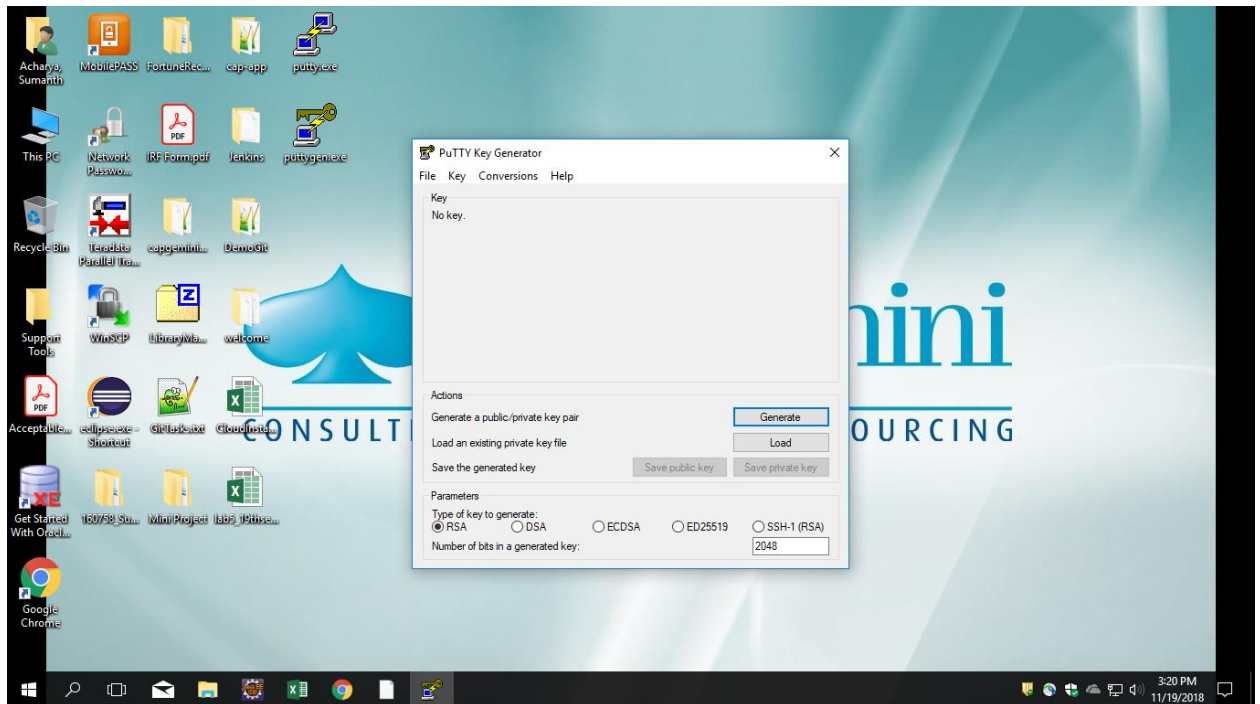 Acharya,
Sumanth
MobilePASS
FortuneRec...
cap-app
putty.exe
This PC
Network
Passwo...
PDF
IRF Form.pdf
Jenkins
puttygen.exe
Recycle Bin
Teradata
Parallel Tra...
capgemini...
DemoGit
Support
Tools
WinSCP
Z
LibraryMa...
welcome
PDF
Acceptable...
eclipse.exe -
Shortcut
GitTasks.txt
XE
Get Started
With Oracl...
160758_Su...
Mini Project
Google
Chrome
PuTTY Key Generator
File Key Conversions Help
Key
No key.
Actions
Generate a public/private key pair
Generate
Load an existing private key file
Load
Save the generated key
Save public key
Save private key
Parameters
Type of key to generate:
RSA DSA ECDSA ED25519 SSH-1 (RSA)
Number of bits in a generated key:
2048
mini
CONSULTI
OURCING
3:20 PM
11/19/2018